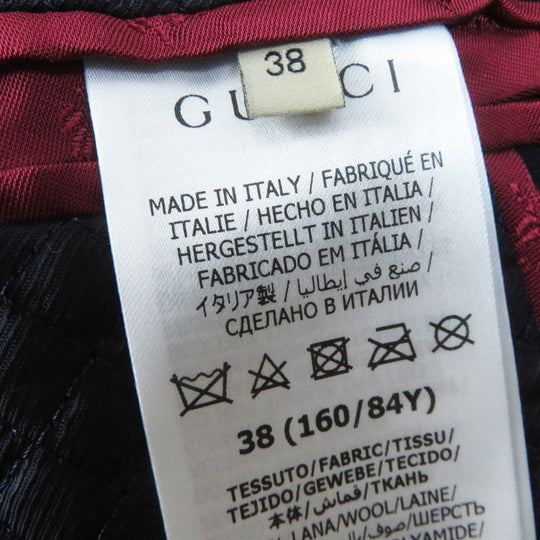 38
GUCCI
MADE IN ITALY / FABRIQUÉ EN
ITALIE / HECHO EN ITALIA /
HERGESTELLT IN ITALIEN /
FABRICADO EM ITÁLIA /
イタリア製 / صنع في إيطاليا /
СДЕЛАНО В ИТАЛИИ
38 (160/84Y)
TESSUTO/FABRIC/TISSU/
TEJIDO/GEWEBE/TECIDO/
本体/قماش/ТКАНЬ
LANA/WOOL/LAINE/
صوف/ШЕРСТЬ